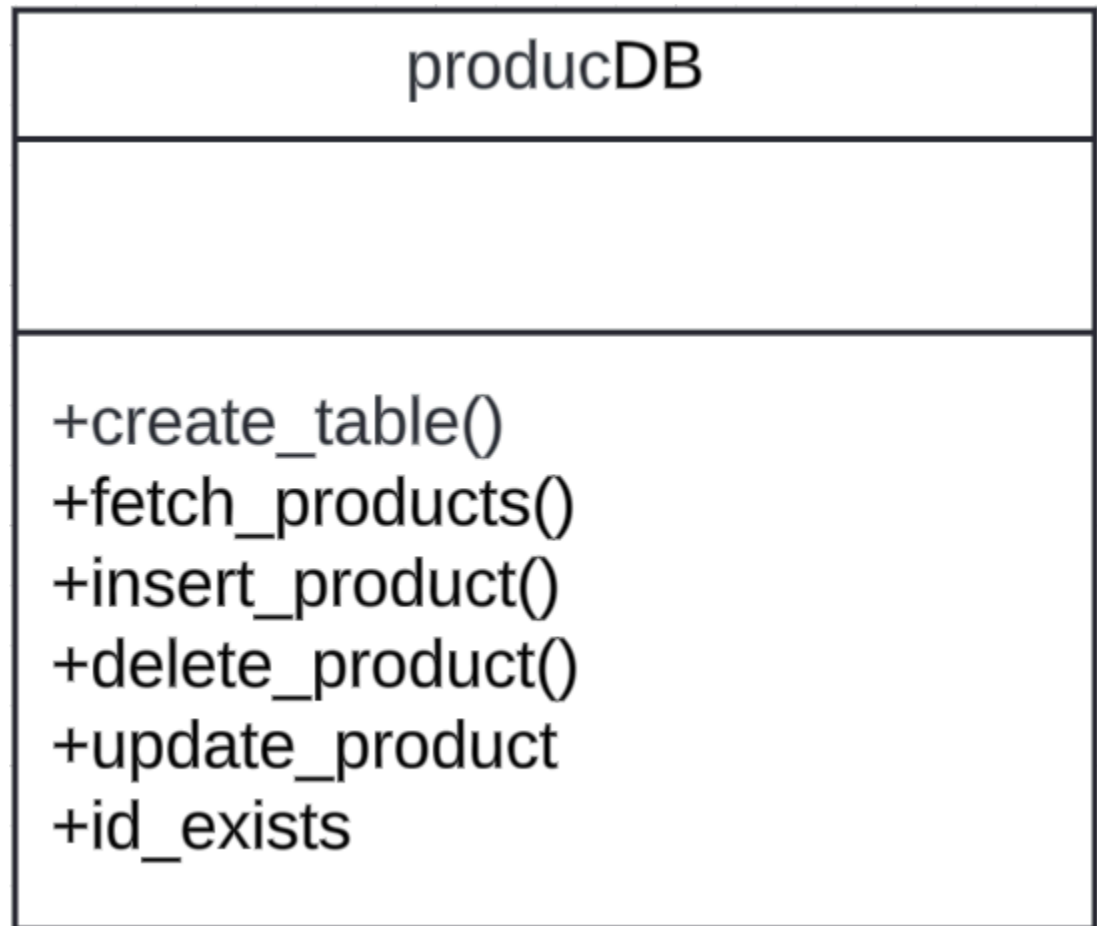 producDB
+create_table()
+fetch_products()
+insert_product()
+delete_product()
+update_product
+id_exists